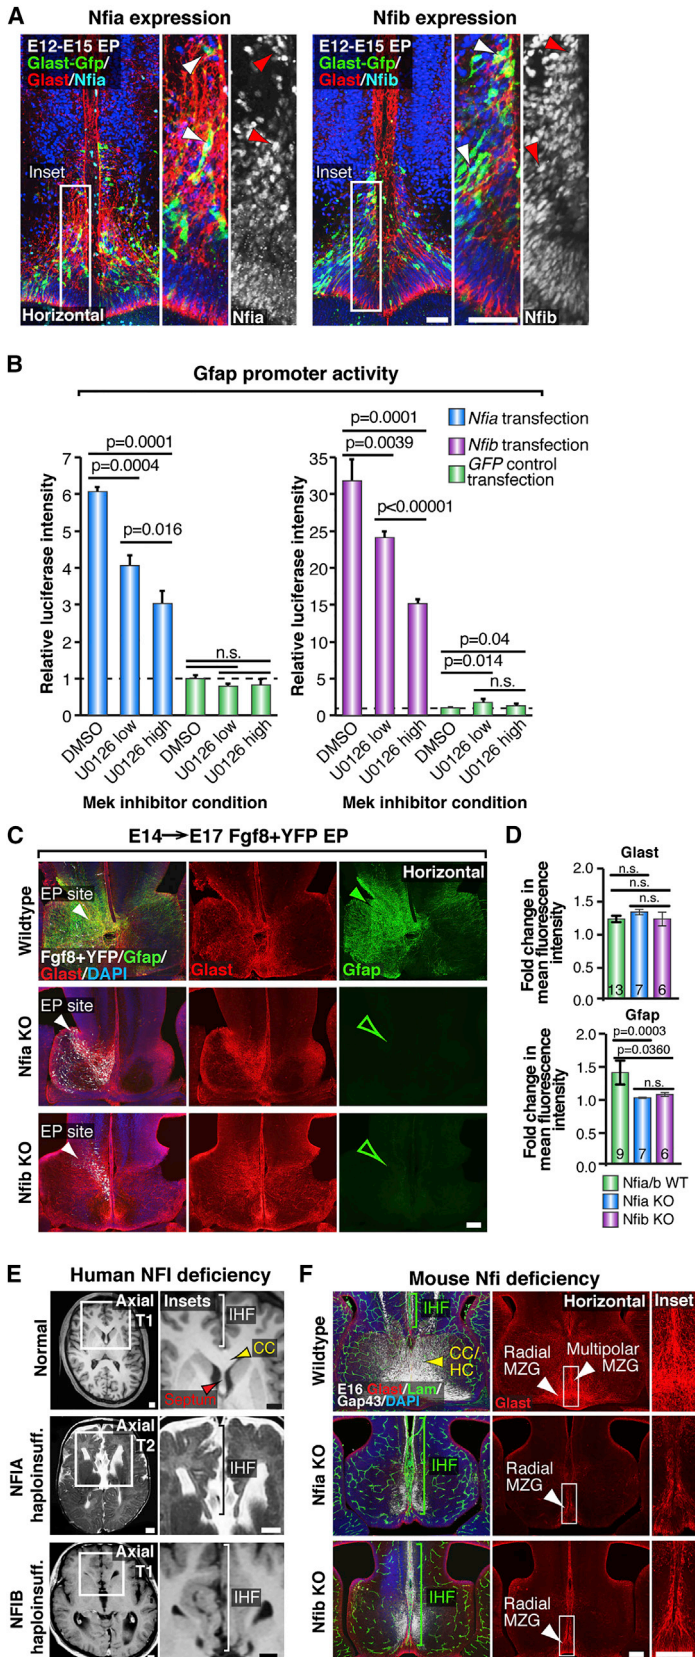 A
Nfia expression
Nfib expression
E12-E15 EP
Glast-Gfp/
Glast/Nfia
Inset
Horizontal
Nfia
E12-E15 EP
Glast-Gfp/
Glast/Nfib
Inset
Nfib
B
Gfap promoter activity
Nfia transfection
Nfib transfection
GFP control
transfection
Relative luciferase intensity
7
6
5
4
3
2
1
0
p=0.0001
p=0.0004
p=0.016
n.s.
DMSO
U0126 low
U0126 high
DMSO
U0126 low
U0126 high
Mek inhibitor condition
Relative luciferase intensity
35
30
25
20
15
10
5
0
p=0.0001
p=0.0039
p<0.00001
p=0.04
p=0.014
n.s.
DMSO
U0126 low
U0126 high
DMSO
U0126 low
U0126 high
Mek inhibitor condition
C
E14→E17 Fgf8+YFP EP
Wildtype
EP site
Fgf8+YFP/Gfap/
Glast/DAPI
Glast
Horizontal
Gfap
Nfia KO
EP site
Nfib KO
EP site
D
Glast
Fold change in
mean fluorescence
intensity
2.0
1.5
1.0
0.5
0.0
n.s.
n.s.
n.s.
13
7
6
Gfap
Fold change in
mean fluorescence
intensity
2.0
1.5
1.0
0.5
0.0
p=0.0003
p=0.0360
n.s.
9
7
6
Nfia/b WT
Nfia KO
Nfib KO
E
Human NFI deficiency
Normal
Axial
T1
Insets
IHF
CC
Septum
NFIA
haploinsuff.
Axial
T2
IHF
NFIB
haploinsuff.
Axial
T1
IHF
F
Mouse Nfi deficiency
Wildtype
IHF
CC/
HC
E16 Glast/Lam/
Gap43/DAPI
Horizontal
Radial
MZG
Multipolar
MZG
Glast
Inset
Nfia KO
IHF
Radial
MZG
Nfib KO
IHF
Radial
MZG